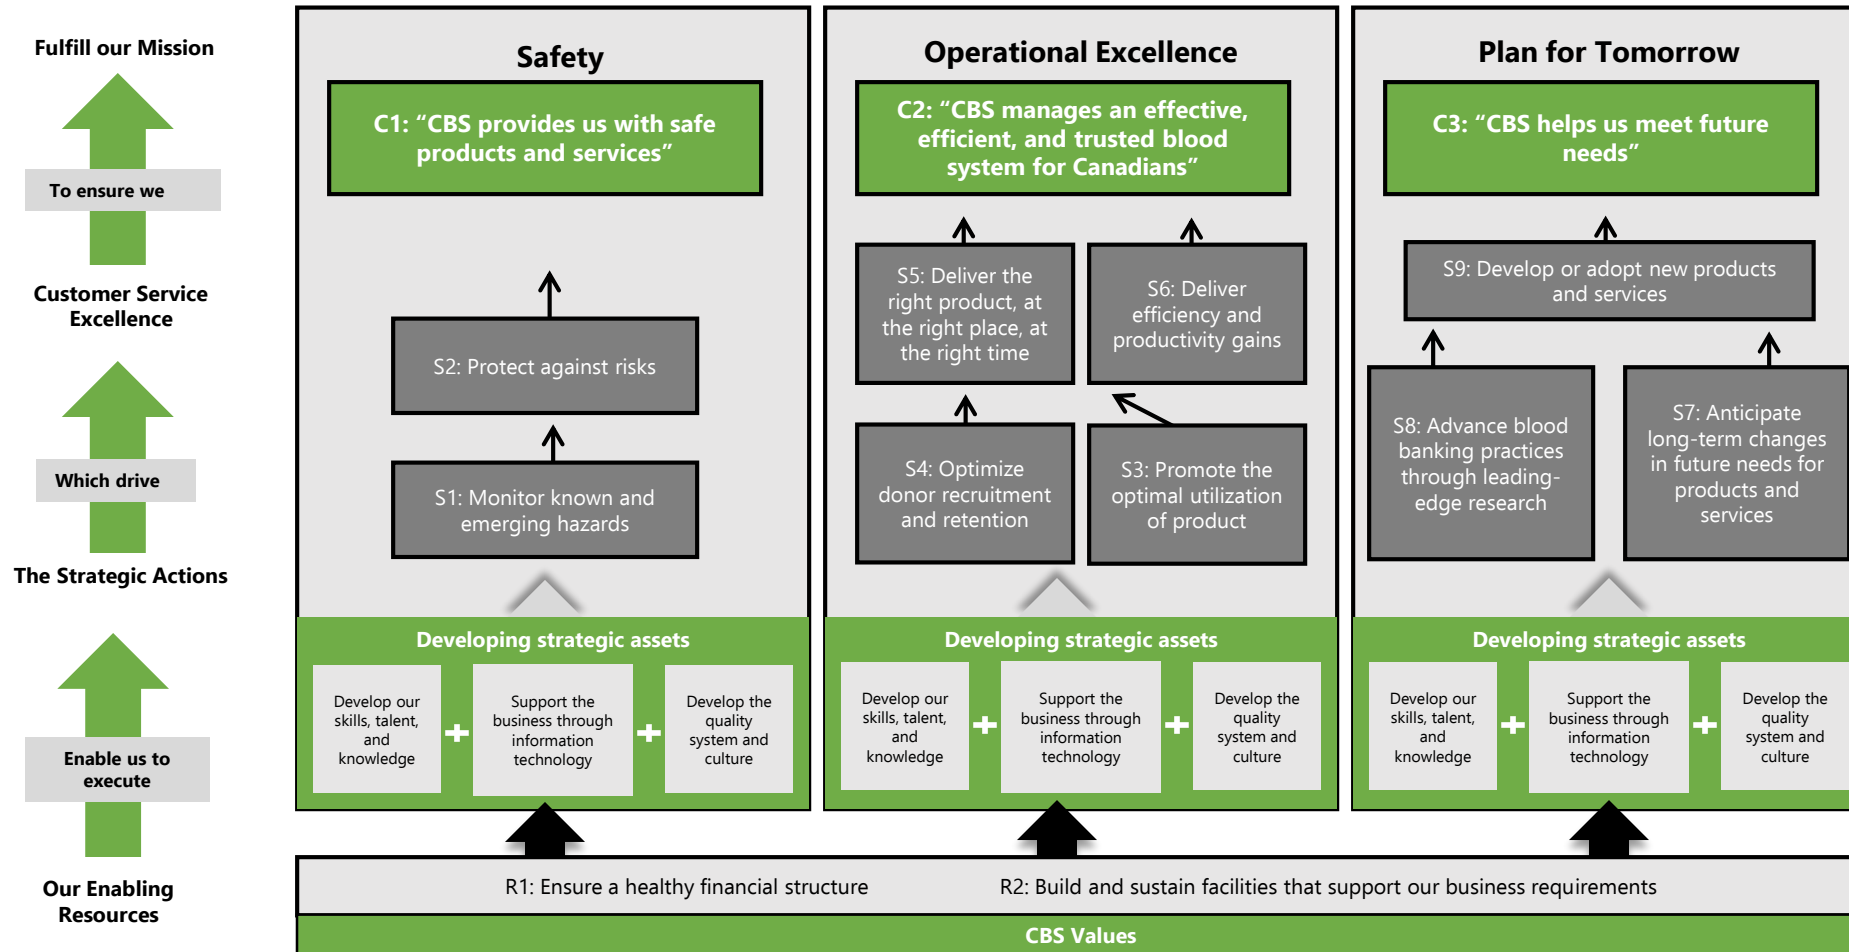 Fulfill our Mission
To ensure we
Customer Service
Excellence
Which drive
The Strategic Actions
Enable us to
execute
Our Enabling
Resources
Safety
C1: “CBS provides us with safe
products and services”
S2: Protect against risks
S1: Monitor known and
emerging hazards
Developing strategic assets
Develop our
skills, talent,
and
knowledge
+
Support the
business through
information
technology
+
Develop the
quality
system and
culture
Operational Excellence
C2: “CBS manages an effective,
efficient, and trusted blood
system for Canadians”
S5: Deliver the
right product, at
the right place, at
the right time
S6: Deliver
efficiency and
productivity gains
S4: Optimize
donor recruitment
and retention
S3: Promote the
optimal utilization
of product
Developing strategic assets
Develop our
skills, talent,
and
knowledge
+
Support the
business through
information
technology
+
Develop the
quality
system and
culture
Plan for Tomorrow
C3: “CBS helps us meet future
needs”
S9: Develop or adopt new products
and services
S8: Advance blood
banking practices
through leading-
edge research
S7: Anticipate
long-term changes
in future needs for
products and
services
Developing strategic assets
Develop our
skills, talent,
and
knowledge
+
Support the
business through
information
technology
+
Develop the
quality
system and
culture
R1: Ensure a healthy financial structure
R2: Build and sustain facilities that support our business requirements
CBS Values